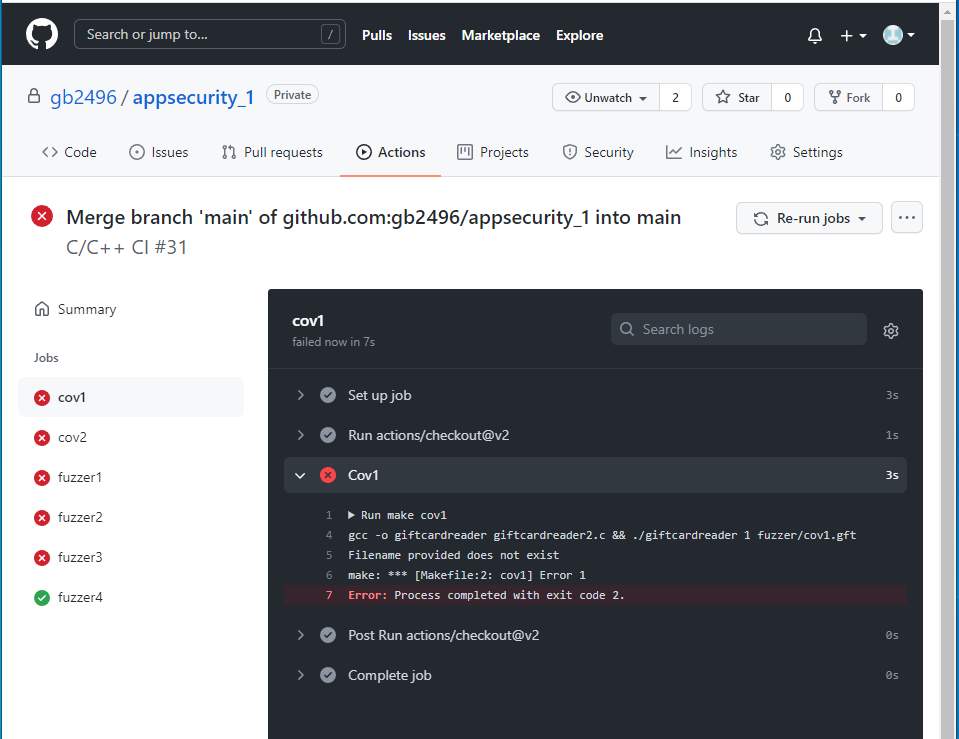 Search or jump to... / Pulls Issues Marketplace Explore
gb2496 / appsecurity_1 Private Unwatch 2 Star 0 Fork 0
Code Issues Pull requests Actions Projects Security Insights Settings
Merge branch 'main' of github.com:gb2496/appsecurity_1 into main
C/C++ CI #31
Re-run jobs
Summary
Jobs
cov1
cov2
fuzzer1
fuzzer2
fuzzer3
fuzzer4
cov1
failed now in 7s
Search logs
Set up job 3s
Run actions/checkout@v2 1s
Cov1 3s
1 Run make cov1
4 gcc -o giftcardreader giftcardreader2.c && ./giftcardreader 1 fuzzer/cov1.gft
5 Filename provided does not exist
6 make: *** [Makefile:2: cov1] Error 1
7 Error: Process completed with exit code 2.
Post Run actions/checkout@v2 0s
Complete job 0s